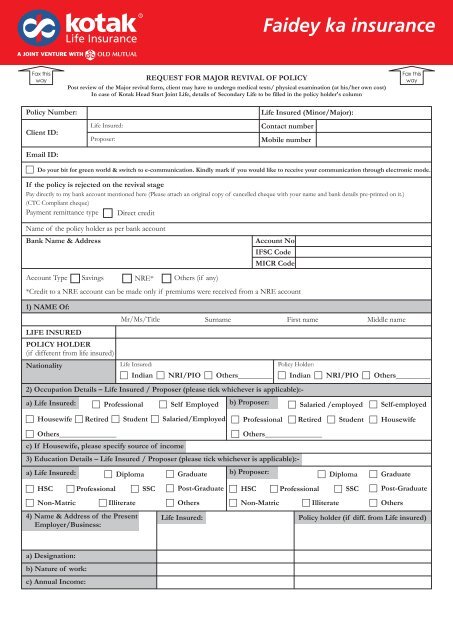 kotak®
Life Insurance
Faidey ka insurance
A JOINT VENTURE WITH OLD MUTUAL
Fax this way
Fax this way
REQUEST FOR MAJOR REVIVAL OF POLICY
Post review of the Major revival form, client may have to undergo medical tests/ physical examination (at his/her own cost)
In case of Kotak Head Start Joint Life, details of Secondary Life to be filled in the policy holder's column
Policy Number: Life Insured (Minor/Major):
Client ID: Life Insured: Contact number
Proposer: Mobile number
Email ID:
Do your bit for green world & switch to e-communication. Kindly mark if you would like to receive your communication through electronic mode.
If the policy is rejected on the revival stage
Pay directly to my bank account mentioned here (Please attach an original copy of cancelled cheque with your name and bank details pre-printed on it.)
(CTC Compliant cheque)
Payment remittance type Direct credit
Name of the policy holder as per bank account
Bank Name & Address Account No
IFSC Code
MICR Code
Account Type Savings NRE* Others (if any)
*Credit to a NRE account can be made only if premiums were received from a NRE account
1) NAME Of:
Mr/Ms/Title Surname First name Middle name
LIFE INSURED
POLICY HOLDER
(if different from life insured)
Nationality Life Insured Policy Holder:
Indian NRI/PIO Others________ Indian NRI/PIO Others________
2) Occupation Details – Life Insured / Proposer (please tick whichever is applicable):-
a) Life Insured: Professional Self Employed b) Proposer: Salaried /employed Self-employed
Housewife Retired Student Salaried/Employed Professional Retired Student Housewife
Others______________ Others______________
c) If Housewife, please specify source of income
3) Education Details – Life Insured / Proposer (please tick whichever is applicable):-
a) Life Insured: Diploma Graduate b) Proposer: Diploma Graduate
HSC Professional SSC Post-Graduate HSC Professional SSC Post-Graduate
Non-Matric Illiterate Others Non-Matric Illiterate Others
4) Name & Address of the Present Life Insured: Policy holder (if diff. from Life insured)
Employer/Business:
a) Designation:
b) Nature of work:
c) Annual Income: